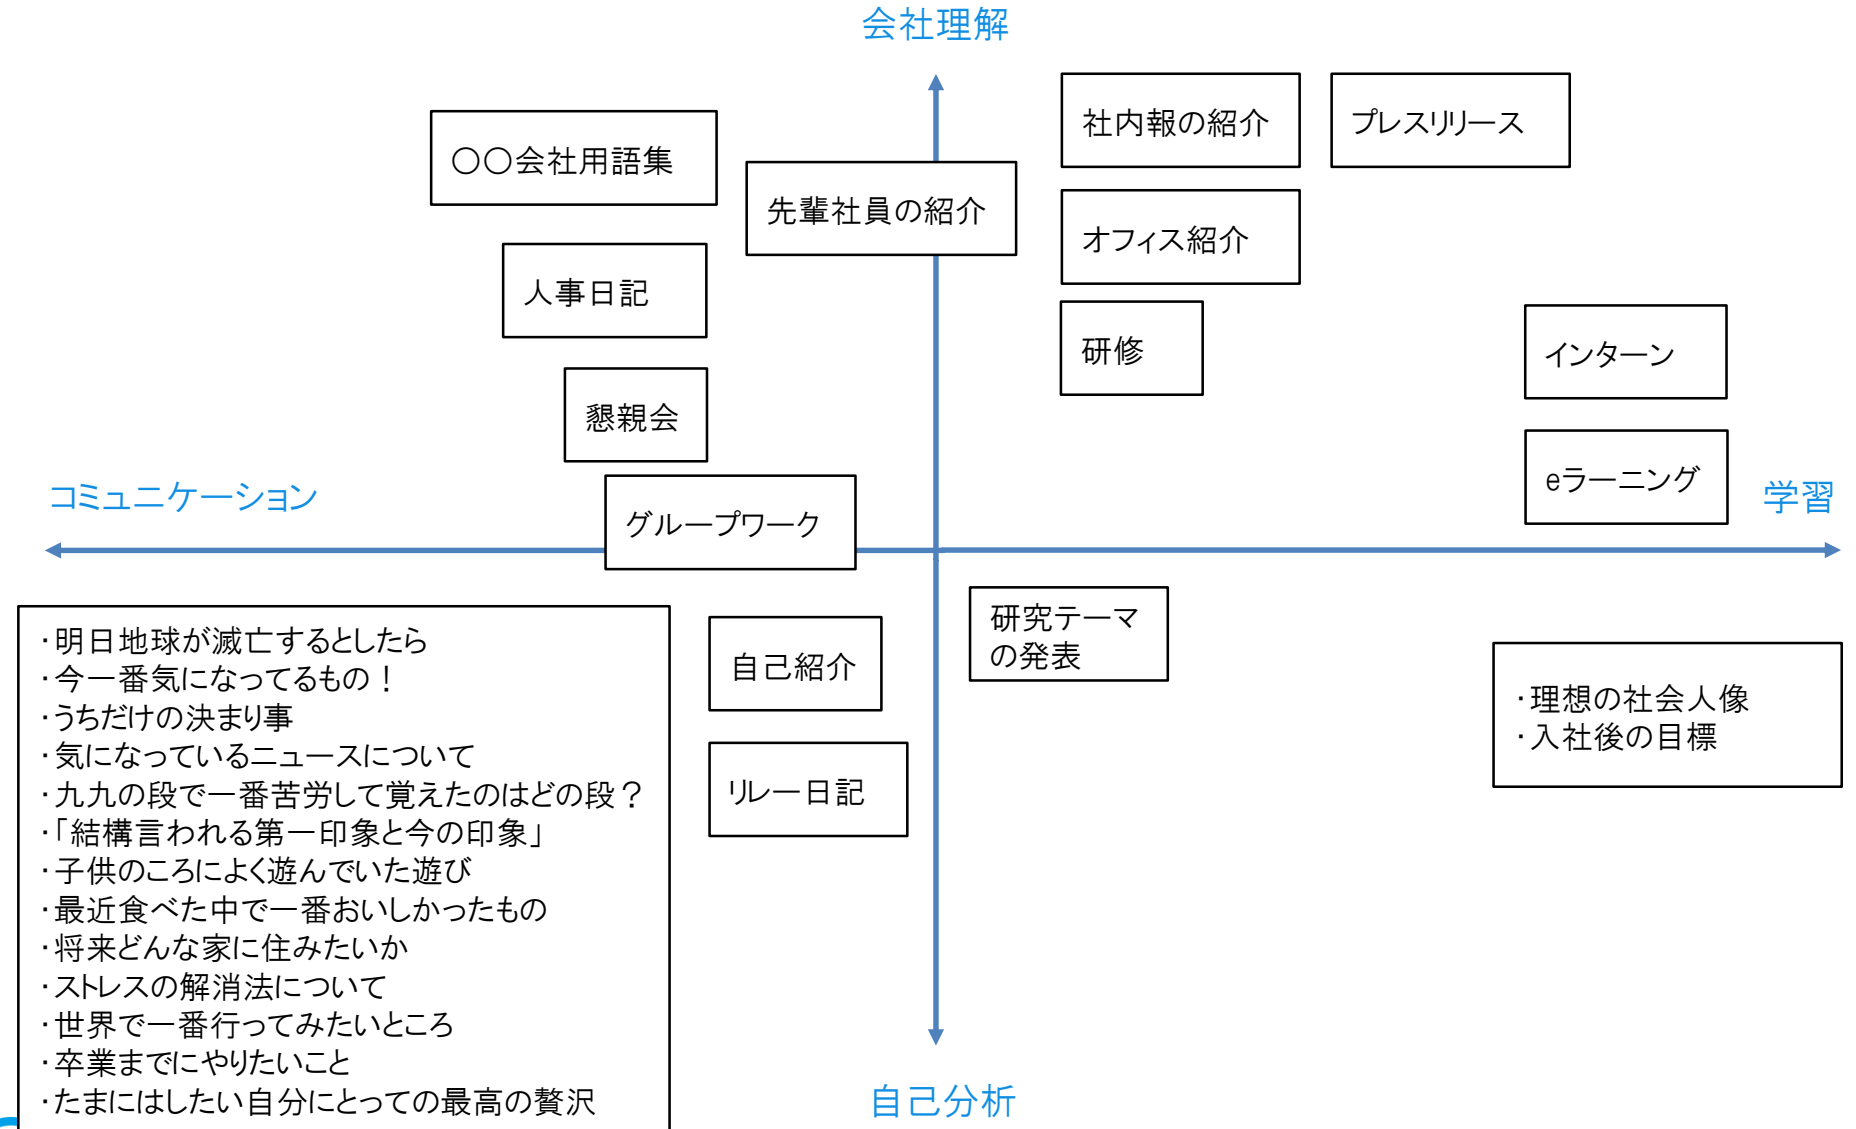 会社理解
社内報の紹介
プレスリリース
○○会社用語集
先輩社員の紹介
オフィス紹介
人事日記
研修
インターン
懇親会
eラーニング
コミュニケーション
学習
グループワーク
研究テーマ
の発表
自己紹介
リレー日記
・理想の社会人像
・入社後の目標
・明日地球が滅亡するとしたら
・今一番気になってるもの！
・うちだけの決まり事
・気になっているニュースについて
・九九の段で一番苦労して覚えたのはどの段？
・「結構言われる第一印象と今の印象」
・子供のころによく遊んでいた遊び
・最近食べた中で一番おいしかったもの
・将来どんな家に住みたいか
・ストレスの解消法について
・世界で一番行ってみたいところ
・卒業までにやりたいこと
・たまにはしたい自分にとっての最高の贅沢
自己分析